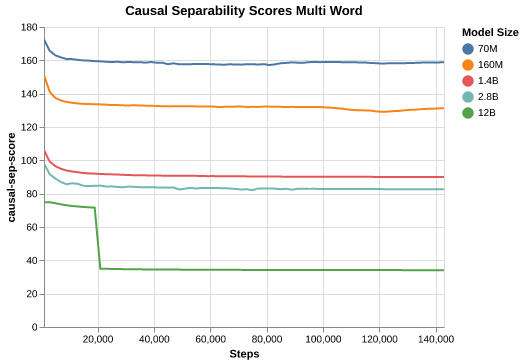 Causal Separability Scores Multi Word
Model Size
70M
160M
1.4B
2.8B
12B
causal-sep-score
180
160
140
120
100
80
60
40
20
0
20,000 40,000 60,000 80,000 100,000 120,000 140,000
Steps